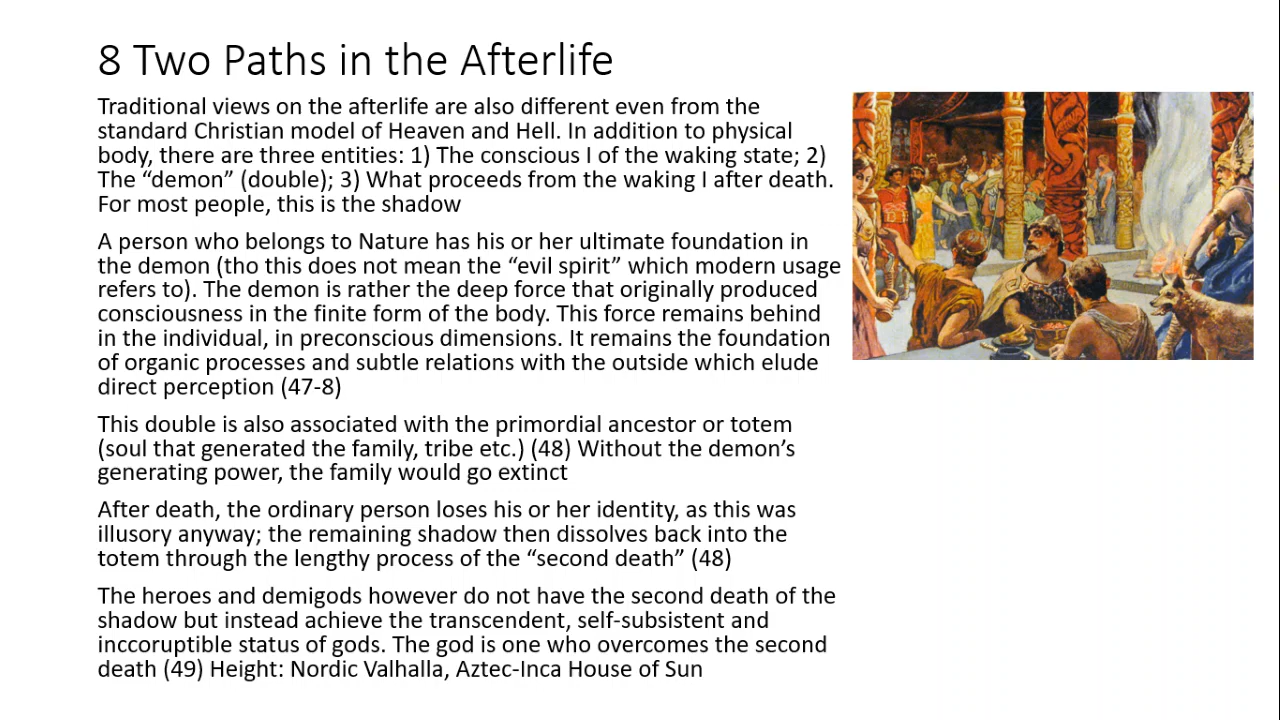 8 Two Paths in the Afterlife
Traditional views on the afterlife are also different even from the
standard Christian model of Heaven and Hell. In addition to physical
body, there are three entities: 1) The conscious I of the waking state; 2)
The “demon” (double); 3) What proceeds from the waking I after death.
For most people, this is the shadow
A person who belongs to Nature has his or her ultimate foundation in
the demon (tho this does not mean the “evil spirit” which modern usage
refers to). The demon is rather the deep force that originally produced
consciousness in the finite form of the body. This force remains behind
in the individual, in preconscious dimensions. It remains the foundation
of organic processes and subtle relations with the outside which elude
direct perception (47-8)
This double is also associated with the primordial ancestor or totem
(soul that generated the family, tribe etc.) (48) Without the demon’s
generating power, the family would go extinct
After death, the ordinary person loses his or her identity, as this was
illusory anyway; the remaining shadow then dissolves back into the
totem through the lengthy process of the “second death” (48)
The heroes and demigods however do not have the second death of the
shadow but instead achieve the transcendent, self-subsistent and
inccoruptible status of gods. The god is one who overcomes the second
death (49) Height: Nordic Valhalla, Aztec-Inca House of Sun